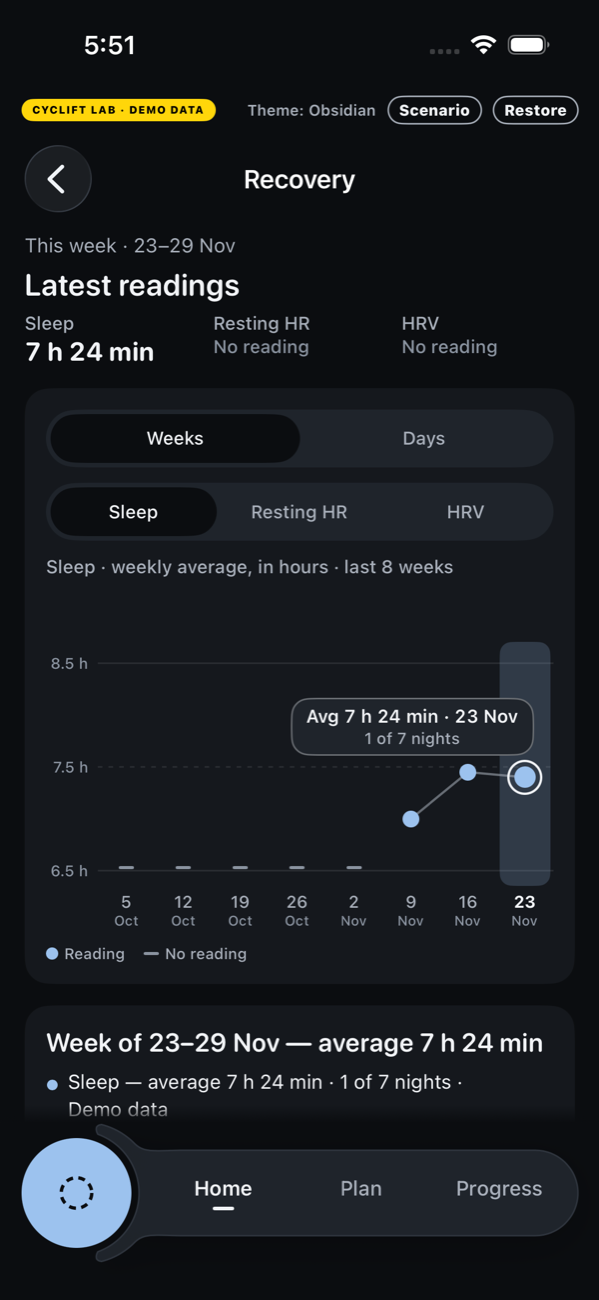 5:51
CYCLIFT LAB · DEMO DATA
Theme: Obsidian
Scenario
Restore
Recovery
This week · 23–29 Nov
Latest readings
Sleep
Resting HR
HRV
7 h 24 min
No reading
No reading
Weeks
Days
Sleep
Resting HR
HRV
Sleep · weekly average, in hours · last 8 weeks
8.5 h
Avg 7 h 24 min · 23 Nov
1 of 7 nights
7.5 h
6.5 h
5
12
19
26
2
9
16
23
Oct
Oct
Oct
Oct
Nov
Nov
Nov
Nov
Reading
No reading
Week of 23–29 Nov — average 7 h 24 min
Sleep — average 7 h 24 min · 1 of 7 nights ·
Demo data
Home
Plan
Progress